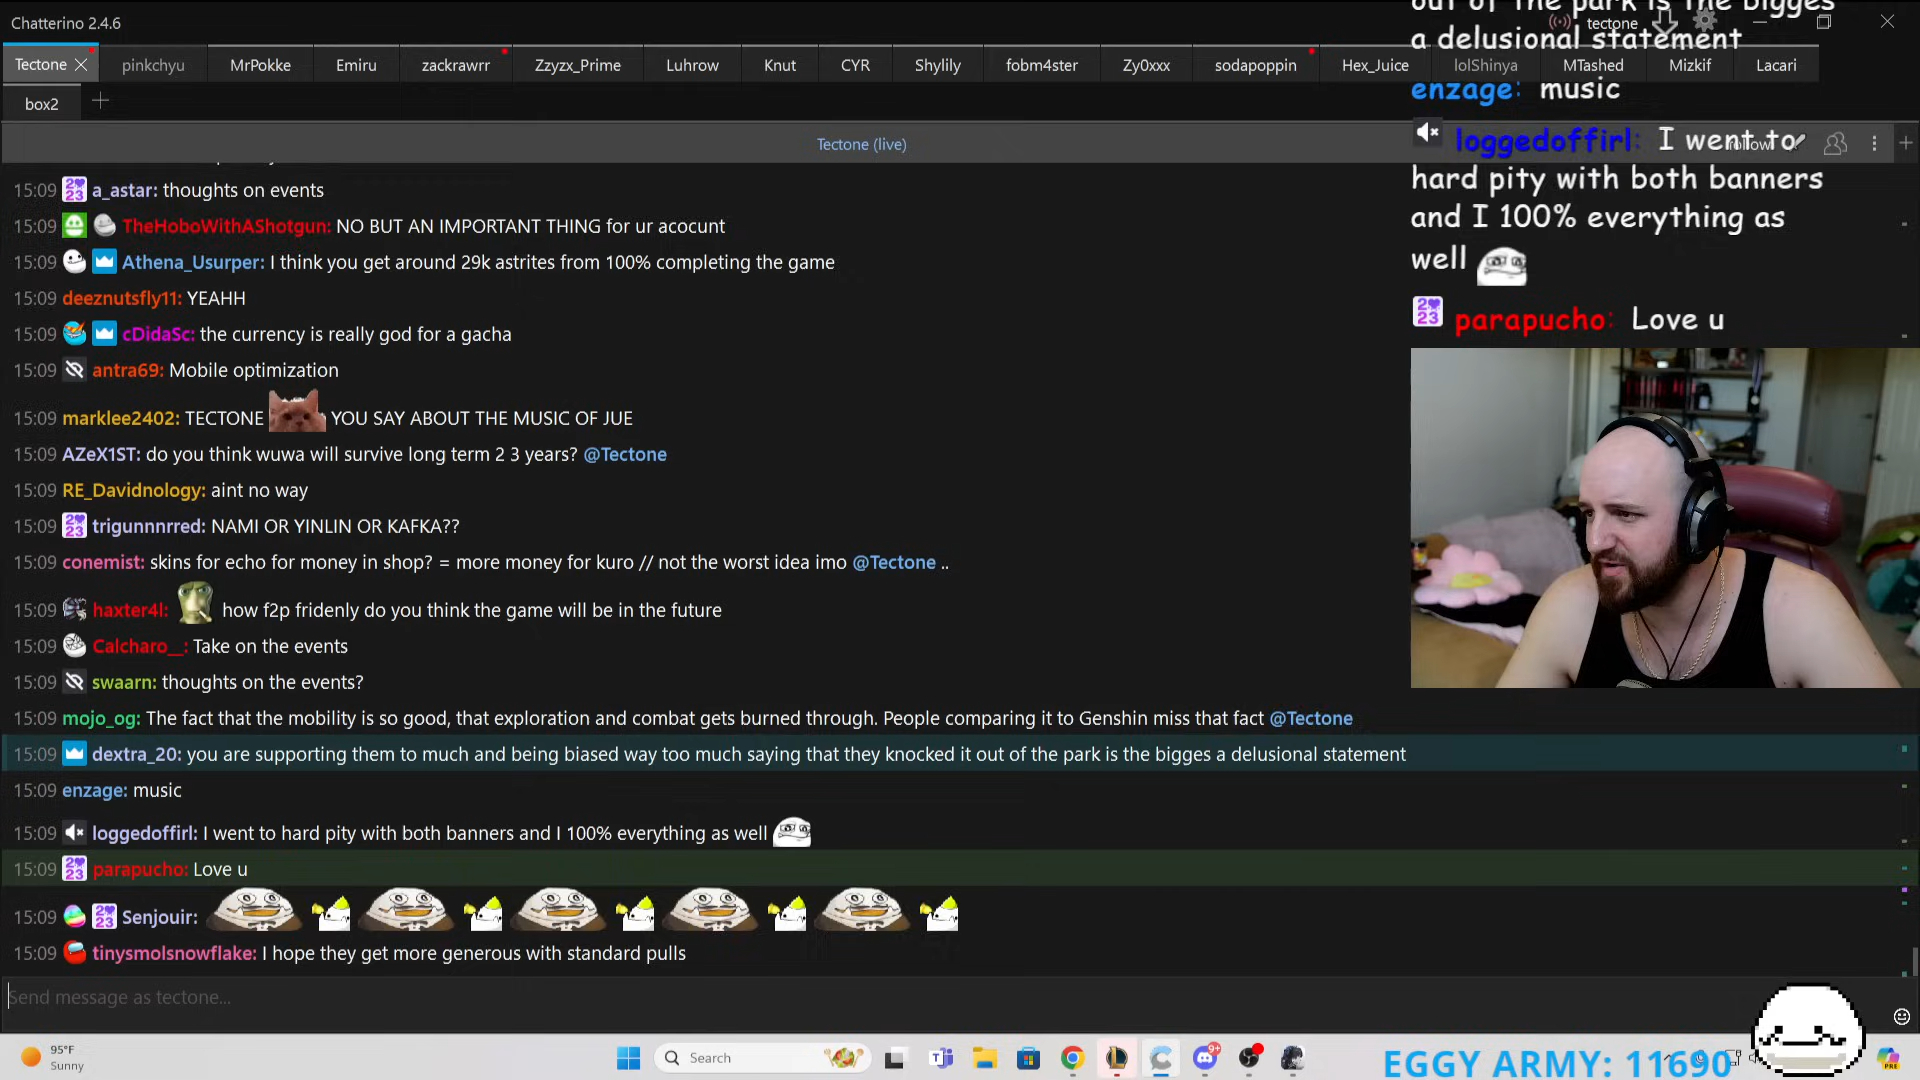 Chatterino 2.4.6
tectone
Tectone
pinkchyu
MrPokke
Emiru
zackrawrr
Zzyzx_Prime
Luhrow
Knut
CYR
Shylily
fobm4ster
Zy0xxx
sodapoppin
Hex_Juice
lolShinya
MTashed
Mizkif
Lacari
box2
Tectone (live)
15:09 a_astar: thoughts on events
15:09 TheHoboWithAShotgun: NO BUT AN IMPORTANT THING for ur acocunt
15:09 Athena_Usurper: I think you get around 29k astrites from 100% completing the game
15:09 deeznutsfly11: YEAHH
15:09 cDidaSc: the currency is really god for a gacha
15:09 antra69: Mobile optimization
15:09 marklee2402: TECTONE YOU SAY ABOUT THE MUSIC OF JUE
15:09 AZeX1ST: do you think wuwa will survive long term 2 3 years? @Tectone
15:09 RE_Davidnology: aint no way
15:09 trigunnnrred: NAMI OR YINLIN OR KAFKA??
15:09 conemist: skins for echo for money in shop? = more money for kuro // not the worst idea imo @Tectone ..
15:09 haxter4l: how f2p fridenly do you think the game will be in the future
15:09 Calcharo__: Take on the events
15:09 swaarn: thoughts on the events?
15:09 mojo_og: The fact that the mobility is so good, that exploration and combat gets burned through. People comparing it to Genshin miss that fact @Tectone
15:09 dextra_20: you are supporting them to much and being biased way too much saying that they knocked it out of the park is the bigges a delusional statement
15:09 enzage: music
15:09 loggedoffirl: I went to hard pity with both banners and I 100% everything as well
15:09 parapucho: Love u
15:09 Senjouir:
15:09 tinysmolsnowflake: I hope they get more generous with standard pulls
Send message as tectone...
out of the park is the bigges
a delusional statement
enzage: music
loggedoffirl: I went to
hard pity with both banners
and I 100% everything as
well
2023 parapucho: Love u
95°F
Sunny
Search
9+
EGGY ARMY: 11690
PRE